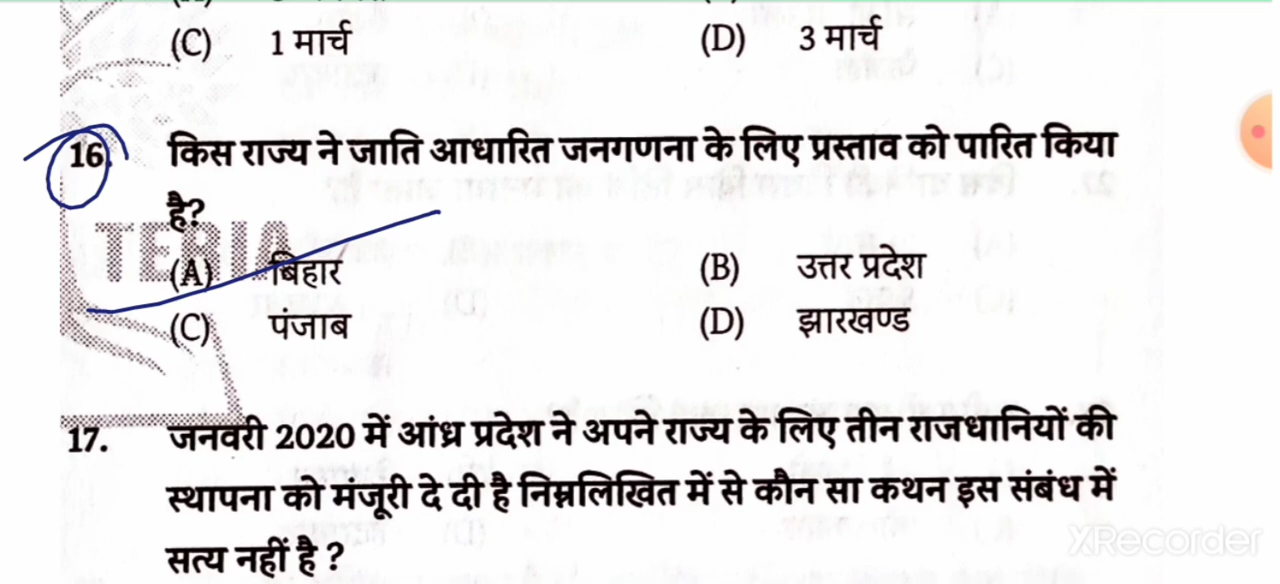 (C) 1 मार्च (D) 3 मार्च
16. किस राज्य ने जाति आधारित जनगणना के लिए प्रस्ताव को पारित किया
है?
TERIA
(A) बिहार (B) उत्तर प्रदेश
(C) पंजाब (D) झारखण्ड
17. जनवरी 2020 में आंध्र प्रदेश ने अपने राज्य के लिए तीन राजधानियों की
स्थापना को मंजूरी दे दी है निम्नलिखित में से कौन सा कथन इस संबंध में
सत्य नहीं है ?
XRecorder